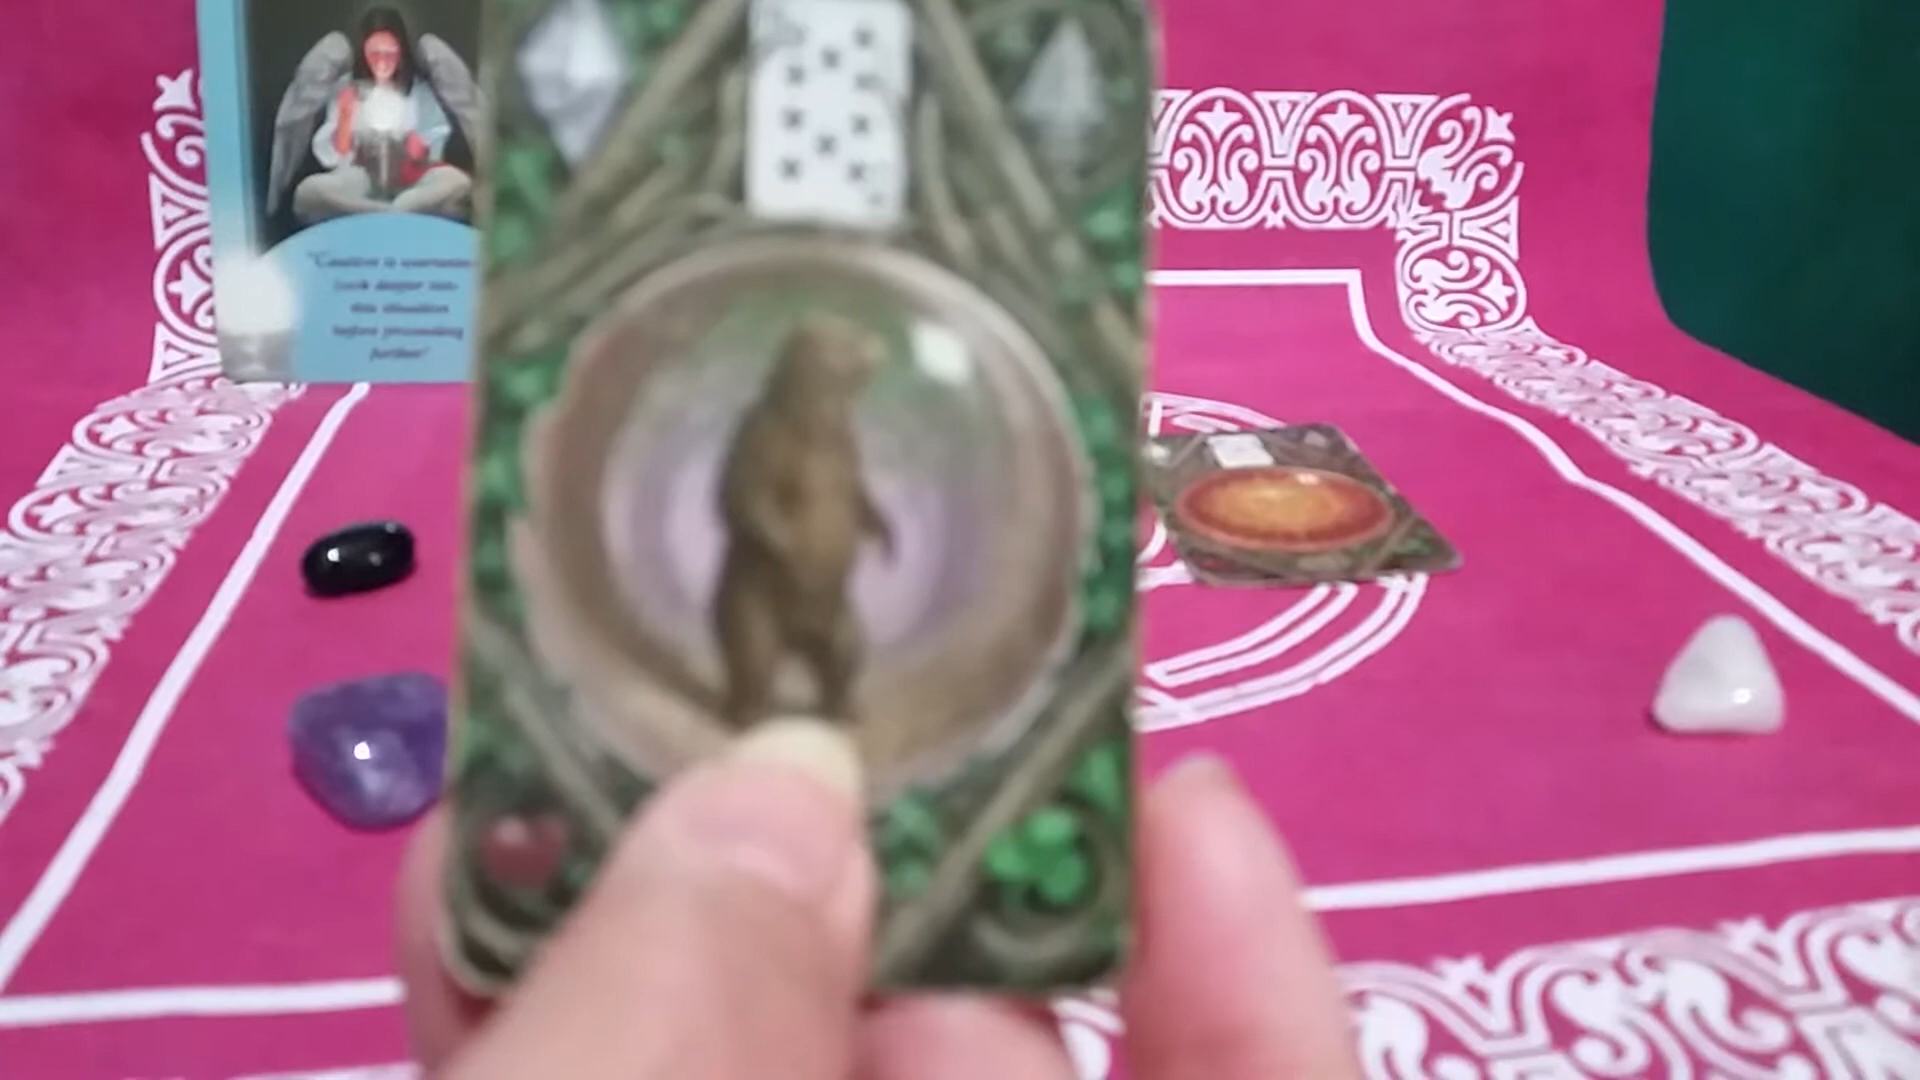 "Caution is warranted
Look deeper into
this situation
before proceeding
further"